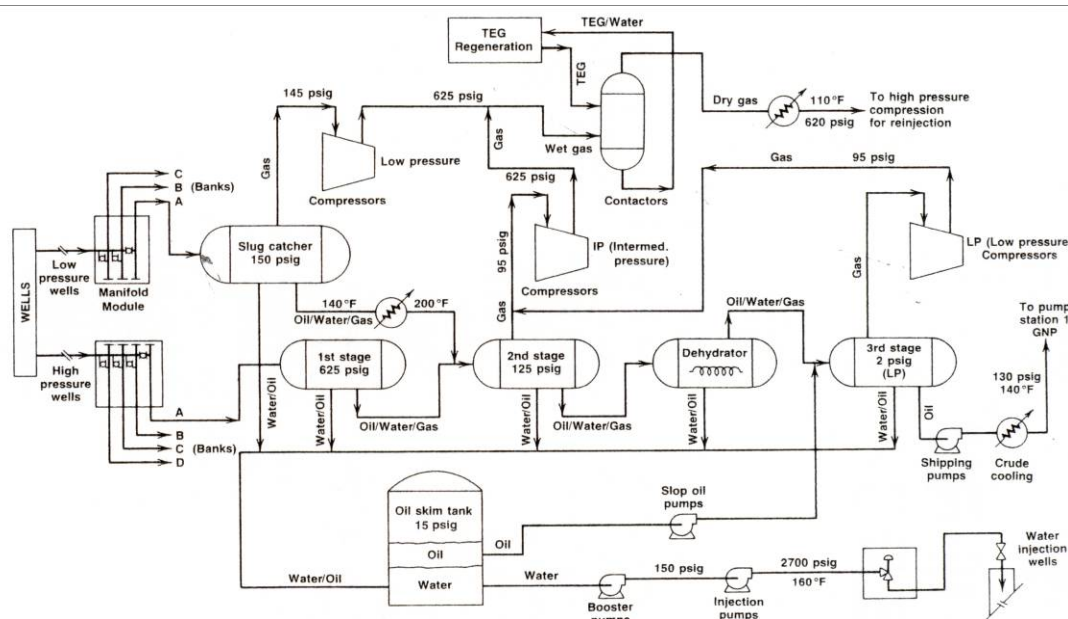 TEG/Water
TEG
Regeneration
TEG
145 psig
625 psig
Dry gas
110°F
620 psig
To high pressure
compression
for reinjection
Gas
Low pressure
Compressors
Gas
Wet gas
625 psig
Contactors
Gas
95 psig
C
B (Banks)
A
Slug catcher
150 psig
95 psig
IP (Intermed.
pressure)
Compressors
Gas
LP (Low pressure)
Compressors
WELLS
Low
pressure
wells
Manifold
Module
140°F
200°F
Oil/Water/Gas
Gas
Oil/Water/Gas
To pump
station 1
GNP
High
pressure
wells
1st stage
625 psig
2nd stage
125 psig
Dehydrator
3rd stage
2 psig
(LP)
130 psig
140°F
A
B
C (Banks)
D
Water/Oil
Water/Oil
Oil/Water/Gas
Water/Oil
Oil/Water/Gas
Water/Oil
Water/Oil
Oil
Shipping
pumps
Crude
cooling
Oil skim tank
15 psig
Oil
Water
Slop oil
pumps
Oil
Water/Oil
Water
150 psig
2700 psig
160°F
Water
injection
wells
Booster
Injection
pumps